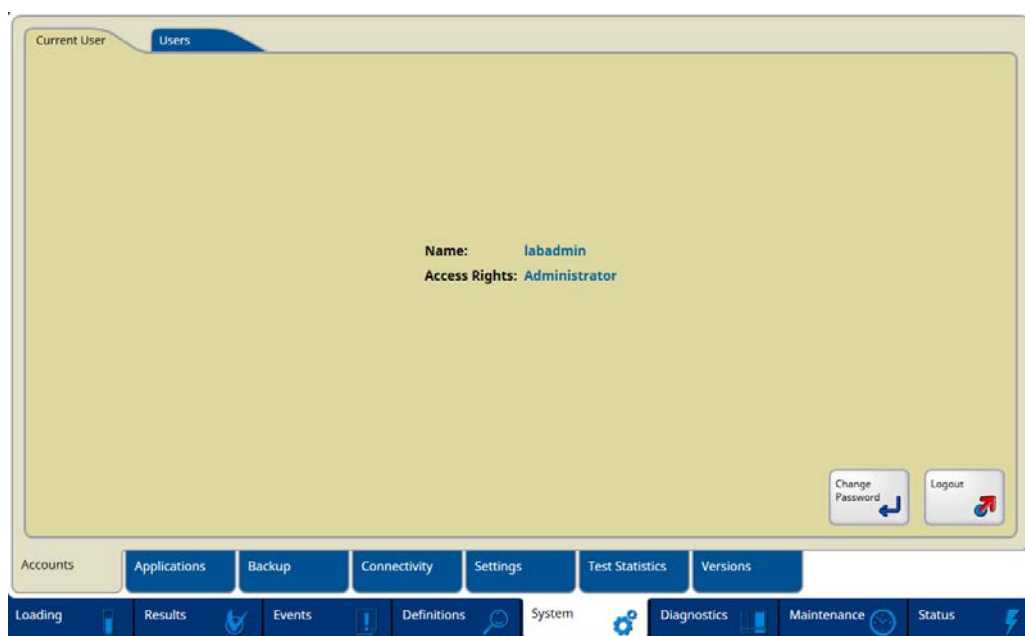 Current User
Users
Name: labadmin
Access Rights: Administrator
Change
Password
Logout
Accounts
Applications
Backup
Connectivity
Settings
Test Statistics
Versions
Loading
Results
Events
Definitions
System
Diagnostics
Maintenance
Status